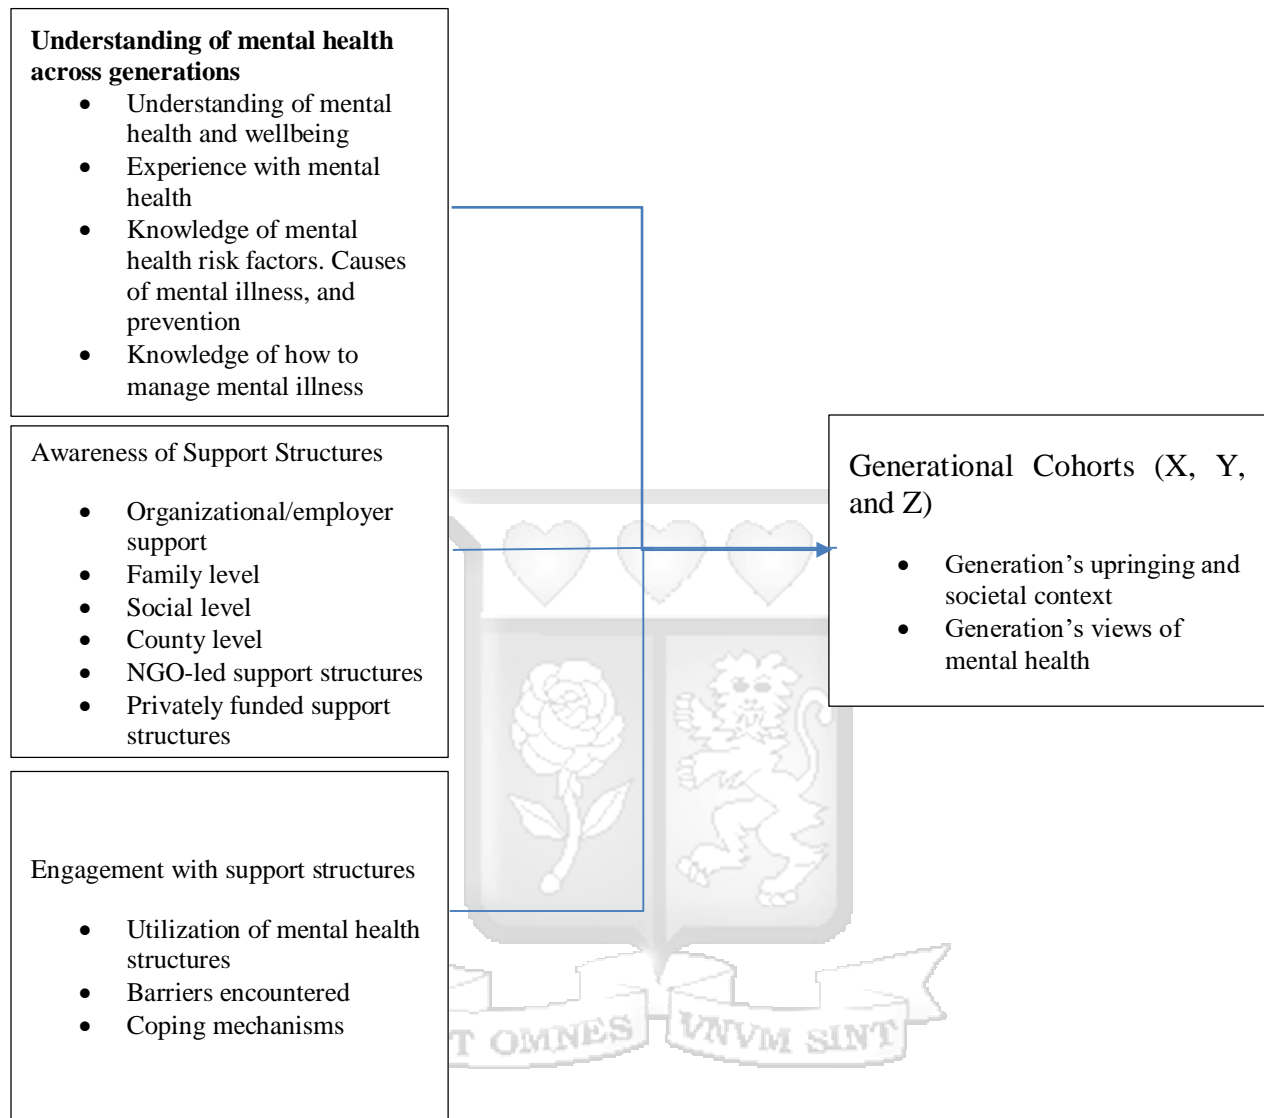 Understanding of mental health
across generations
• Understanding of mental
health and wellbeing
• Experience with mental
health
• Knowledge of mental
health risk factors. Causes
of mental illness, and
prevention
• Knowledge of how to
manage mental illness
Awareness of Support Structures
• Organizational/employer
support
• Family level
• Social level
• County level
• NGO-led support structures
• Privately funded support
structures
Engagement with support structures
• Utilization of mental health
structures
• Barriers encountered
• Coping mechanisms
Generational Cohorts (X, Y,
and Z)
• Generation’s upringing and
societal context
• Generation’s views of
mental health
T OMNES VNVM SINT